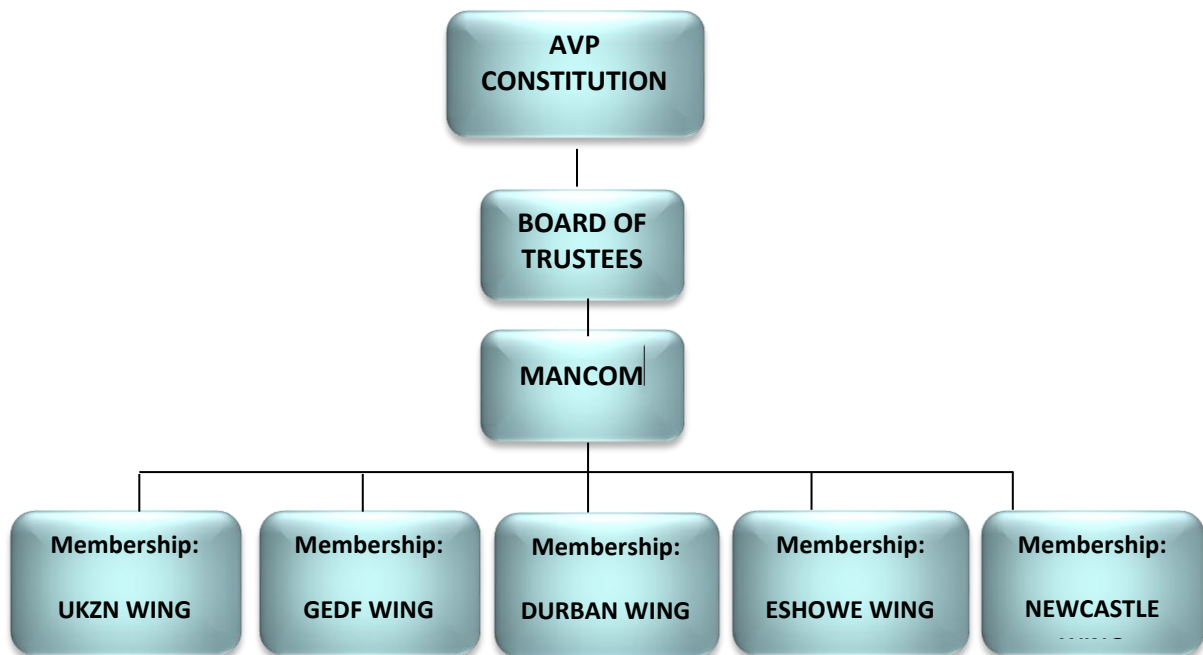 AVP
CONSTITUTION
BOARD OF
TRUSTEES
MANCOM
Membership:
UKZN WING
Membership:
GEDF WING
Membership:
DURBAN WING
Membership:
ESHOWE WING
Membership:
NEWCASTLE